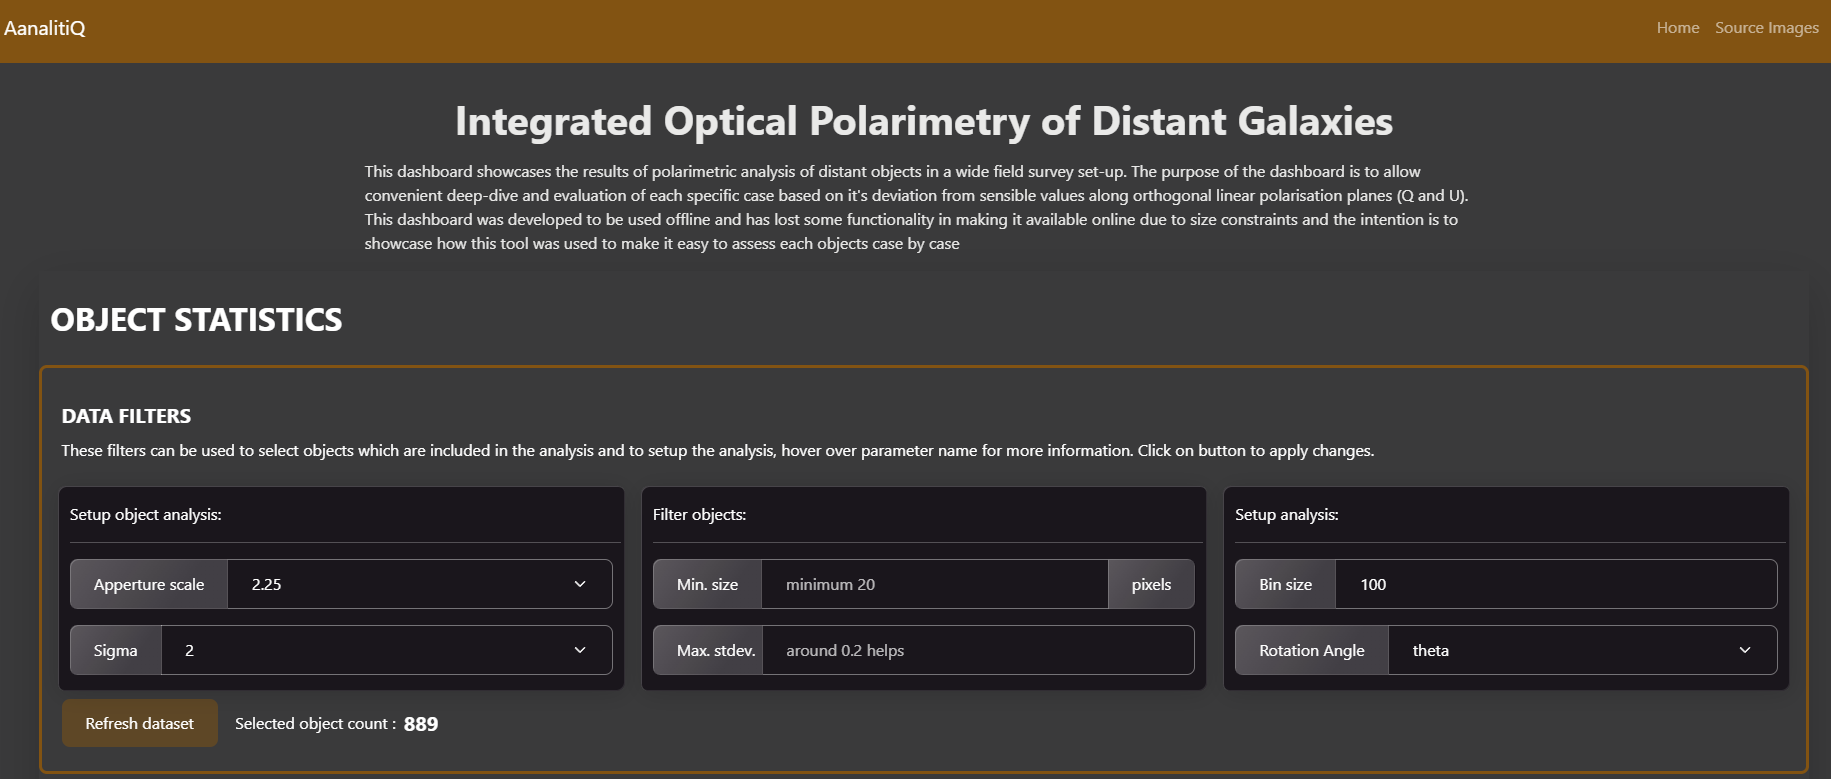 AanalitiQ
Home Source Images
Integrated Optical Polarimetry of Distant Galaxies
This dashboard showcases the results of polarimetric analysis of distant objects in a wide field survey set-up. The purpose of the dashboard is to allow
convenient deep-dive and evaluation of each specific case based on it's deviation from sensible values along orthogonal linear polarisation planes (Q and U).
This dashboard was developed to be used offline and has lost some functionality in making it available online due to size constraints and the intention is to
showcase how this tool was used to make it easy to assess each objects case by case
OBJECT STATISTICS
DATA FILTERS
These filters can be used to select objects which are included in the analysis and to setup the analysis, hover over parameter name for more information. Click on button to apply changes.
Setup object analysis:
Apperture scale 2.25
Sigma 2
Filter objects:
Min. size minimum 20 pixels
Max. stdev. around 0.2 helps
Setup analysis:
Bin size 100
Rotation Angle theta
Refresh dataset Selected object count : 889